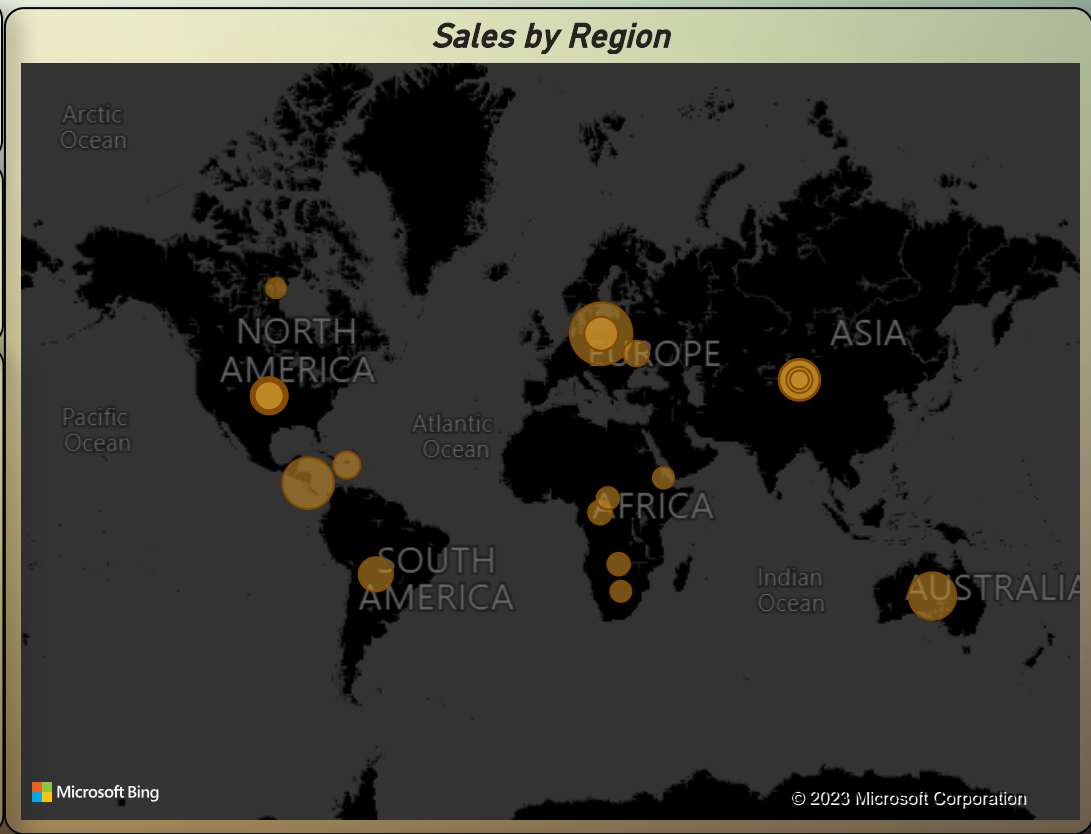 Sales by Region
Arctic
Ocean
NORTH
AMERICA
EUROPE
ASIA
Pacific
Ocean
Atlantic
Ocean
AFRICA
SOUTH
AMERICA
Indian
Ocean
AUSTRALIA
Microsoft Bing
© 2023 Microsoft Corporation